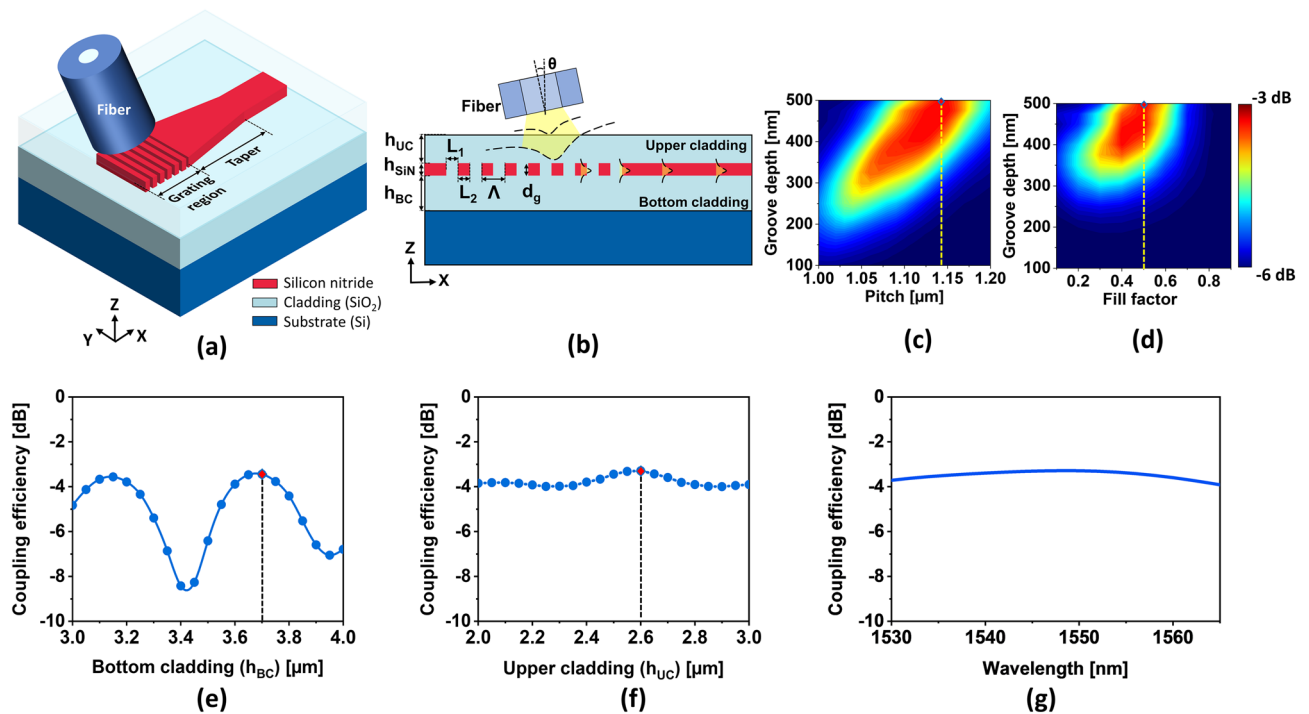 Fiber
Taper
Grating
region
Silicon nitride
Cladding (SiO₂)
Substrate (Si)
Z
Y
X
(a)
θ
Fiber
h_UC
h_SiN
h_BC
L₁
L₂
Λ
d_g
Upper cladding
Bottom cladding
Z
X
(b)
Groove depth [nm]
500
400
300
200
100
1.00 1.05 1.10 1.15 1.20
Pitch [µm]
(c)
Groove depth [nm]
500
400
300
200
100
0.2 0.4 0.6 0.8
Fill factor
(d)
-3 dB
-6 dB
Coupling efficiency [dB]
0
-2
-4
-6
-8
-10
3.0 3.2 3.4 3.6 3.8 4.0
Bottom cladding (h_BC) [µm]
(e)
Coupling efficiency [dB]
0
-2
-4
-6
-8
-10
2.0 2.2 2.4 2.6 2.8 3.0
Upper cladding (h_UC) [µm]
(f)
Coupling efficiency [dB]
0
-2
-4
-6
-8
-10
1530 1540 1550 1560
Wavelength [nm]
(g)